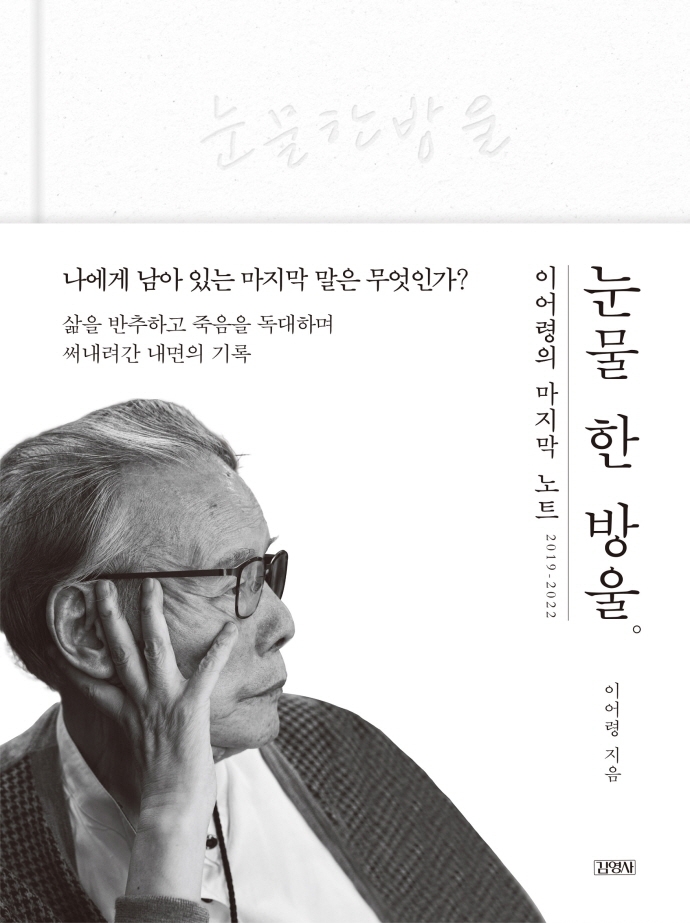 눈물한방울
나에게 남아 있는 마지막 말은 무엇인가?
삶을 반추하고 죽음을 독대하며
써내려간 내면의 기록
눈물 한 방울。
이어령의 마지막 노트 2019-2022
이어령 지음
김영사